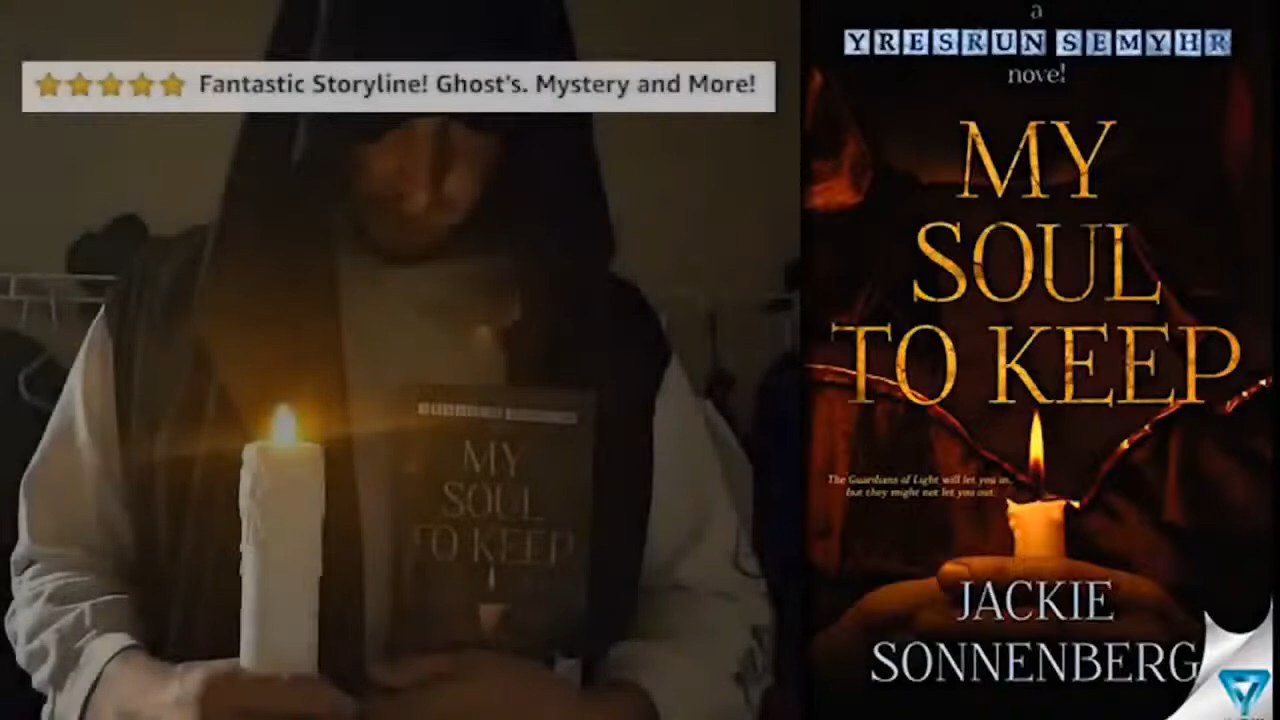 Fantastic Storyline! Ghost's. Mystery and More!
MY
SOUL
TO KEEP
a
YRESRUN SEMYHR
novel
MY
SOUL
TO KEEP
The Guardians of Light will let you in,
but they might not let you out.
JACKIE
SONNENBERG